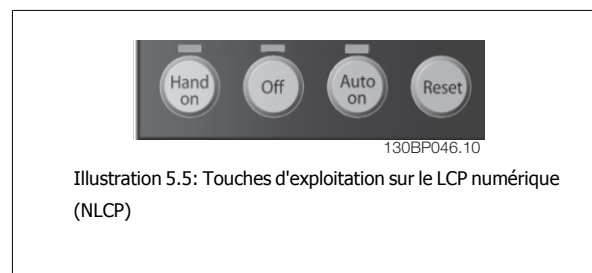 Hand on
Off
Auto on
Reset
130BP046.10
Illustration 5.5: Touches d'exploitation sur le LCP numérique
(NLCP)